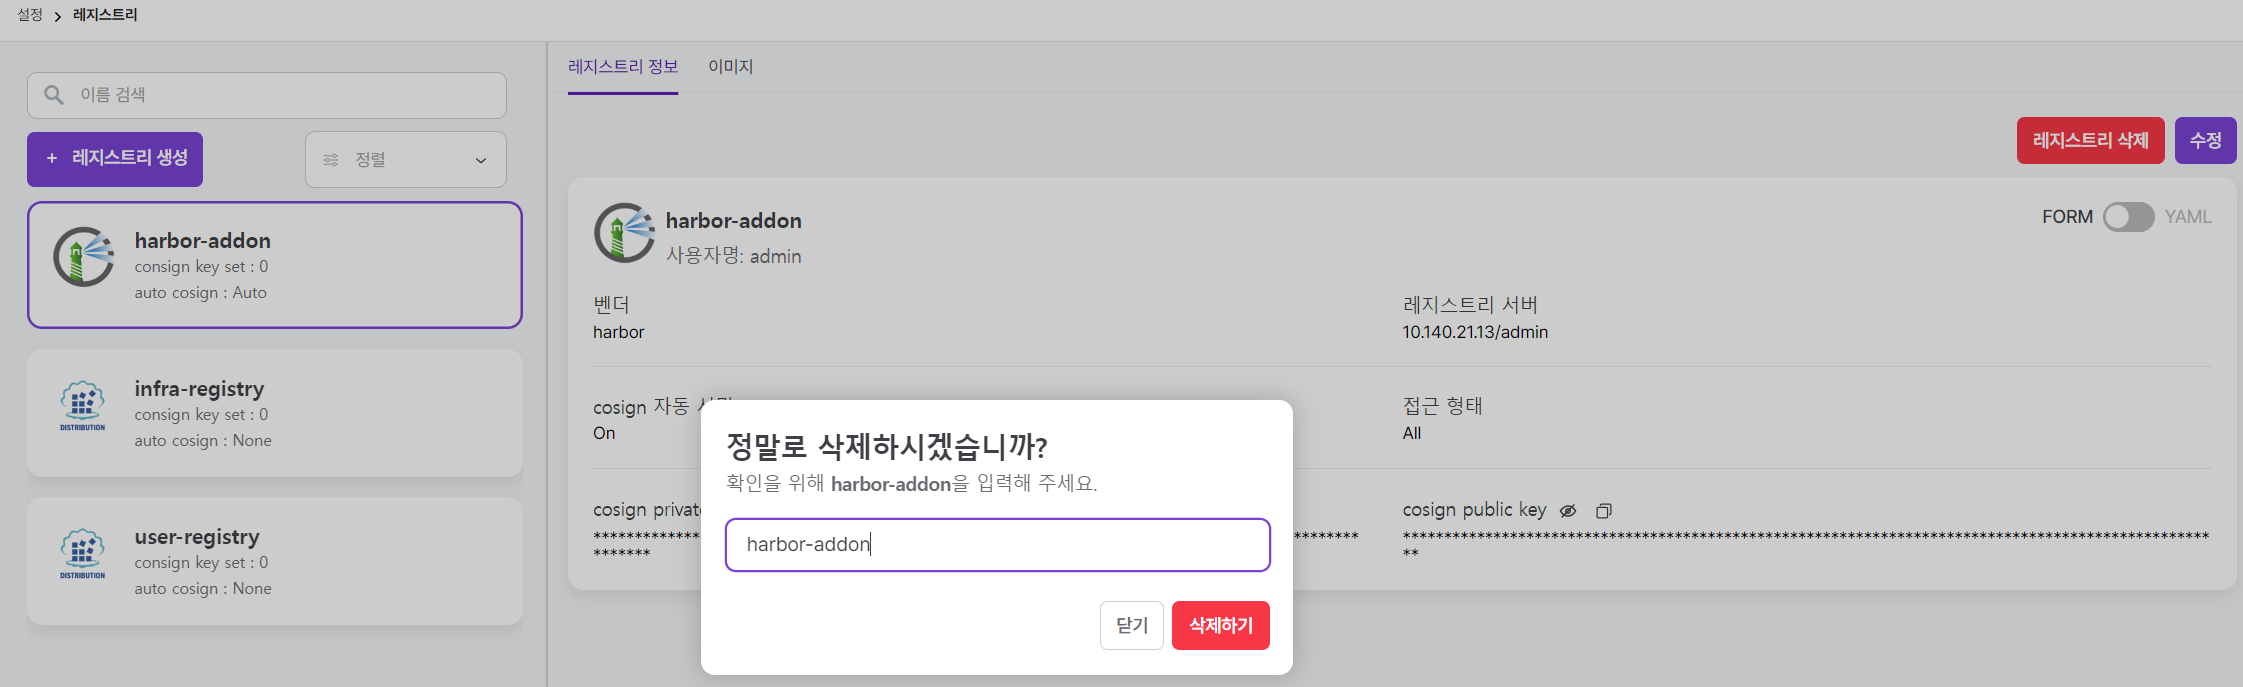 설정 > 레지스트리
이름 검색
+ 레지스트리 생성
정렬
harbor-addon
consign key set : 0
auto cosign : Auto
DISTRIBUTION
infra-registry
consign key set : 0
auto cosign : None
DISTRIBUTION
user-registry
consign key set : 0
auto cosign : None
레지스트리 정보
이미지
레지스트리 삭제
수정
harbor-addon
사용자명: admin
FORM
YAML
벤더
harbor
레지스트리 서버
10.140.21.13/admin
cosign 자동
On
접근 형태
All
cosign private
cosign public key
정말로 삭제하시겠습니까?
확인을 위해 harbor-addon을 입력해 주세요.
harbor-addon
닫기
삭제하기